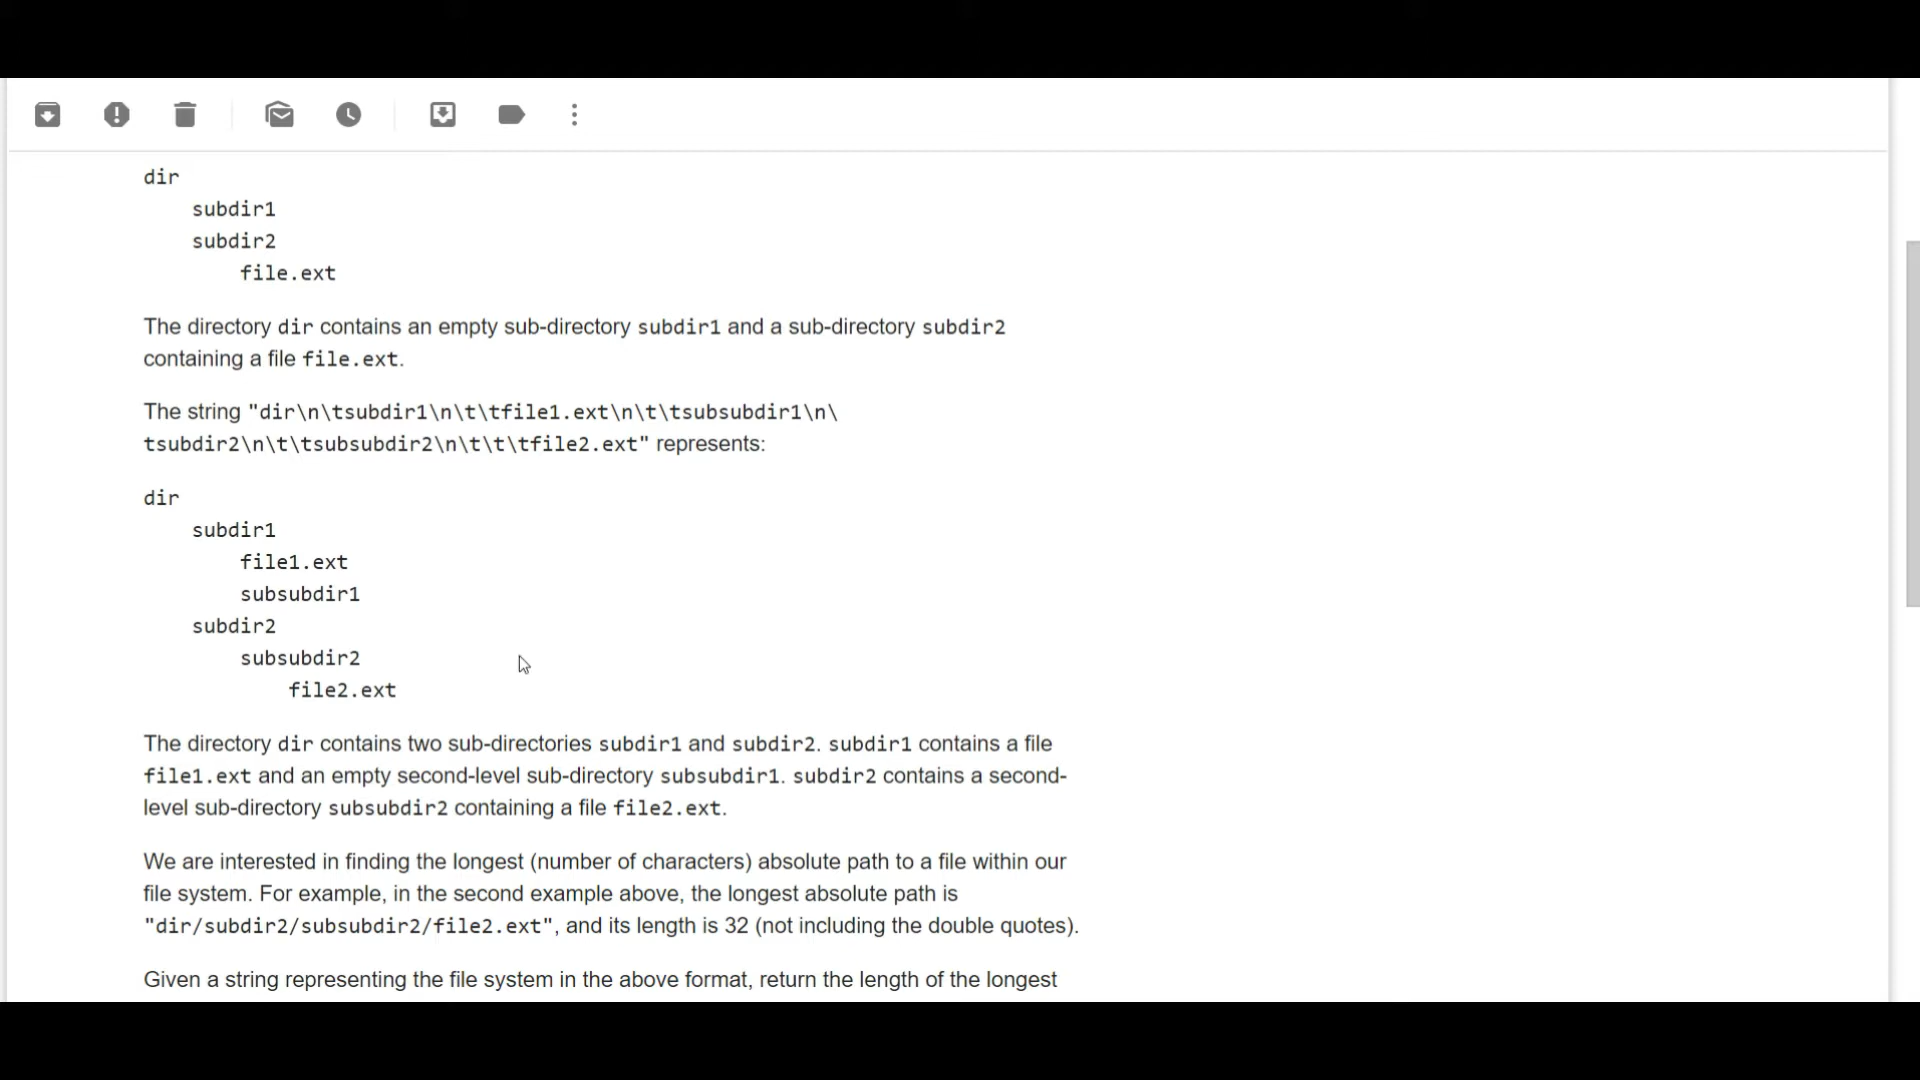 dir
subdir1
subdir2
file.ext
The directory dir contains an empty sub-directory subdir1 and a sub-directory subdir2
containing a file file.ext.
The string "dir\n\tsubdir1\n\t\tfile1.ext\n\t\tsubsubdir1\n\
tsubdir2\n\t\tsubsubdir2\n\t\t\tfile2.ext" represents:
dir
subdir1
file1.ext
subsubdir1
subdir2
subsubdir2
file2.ext
The directory dir contains two sub-directories subdir1 and subdir2. subdir1 contains a file
file1.ext and an empty second-level sub-directory subsubdir1. subdir2 contains a second-
level sub-directory subsubdir2 containing a file file2.ext.
We are interested in finding the longest (number of characters) absolute path to a file within our
file system. For example, in the second example above, the longest absolute path is
"dir/subdir2/subsubdir2/file2.ext", and its length is 32 (not including the double quotes).
Given a string representing the file system in the above format, return the length of the longest